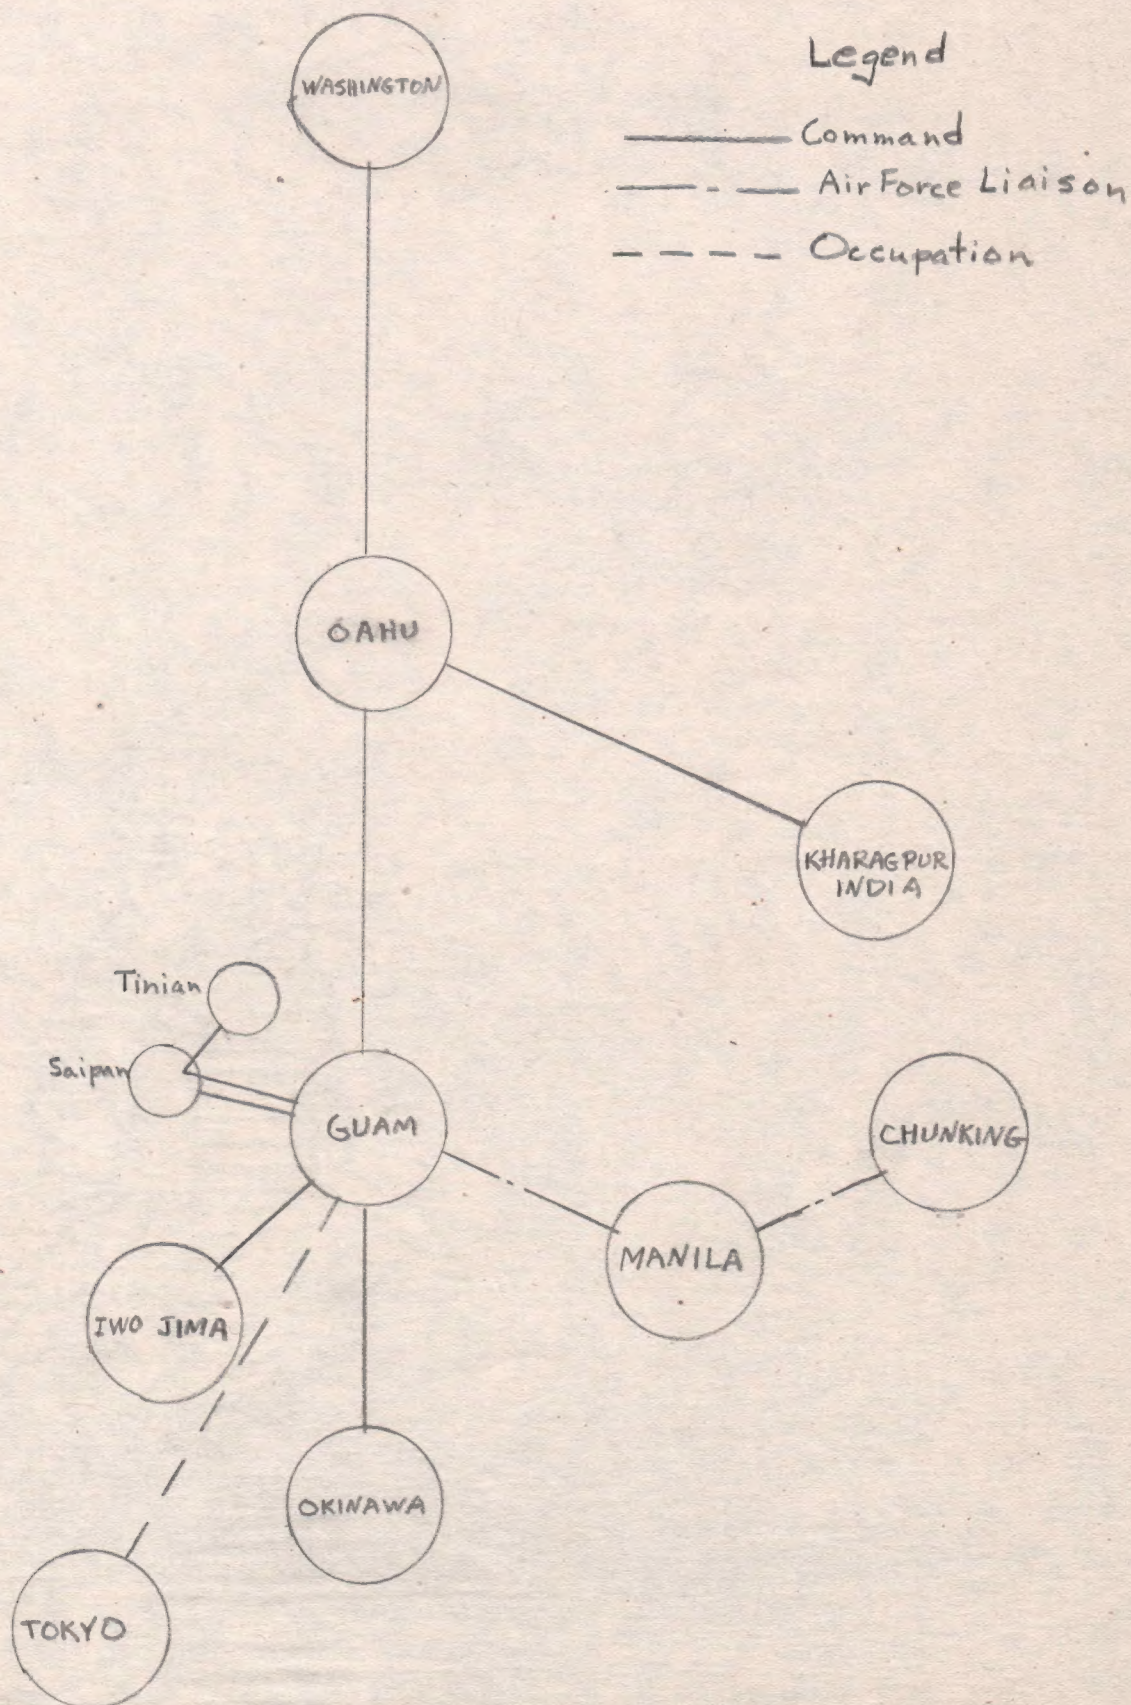 WASHINGTON
Legend
Command
Air Force Liaison
Occupation
OAHU
KHARAGPUR
INDIA
Tinian
Saipan
GUAM
CHUNKING
MANILA
IWO JIMA
OKINAWA
TOKYO